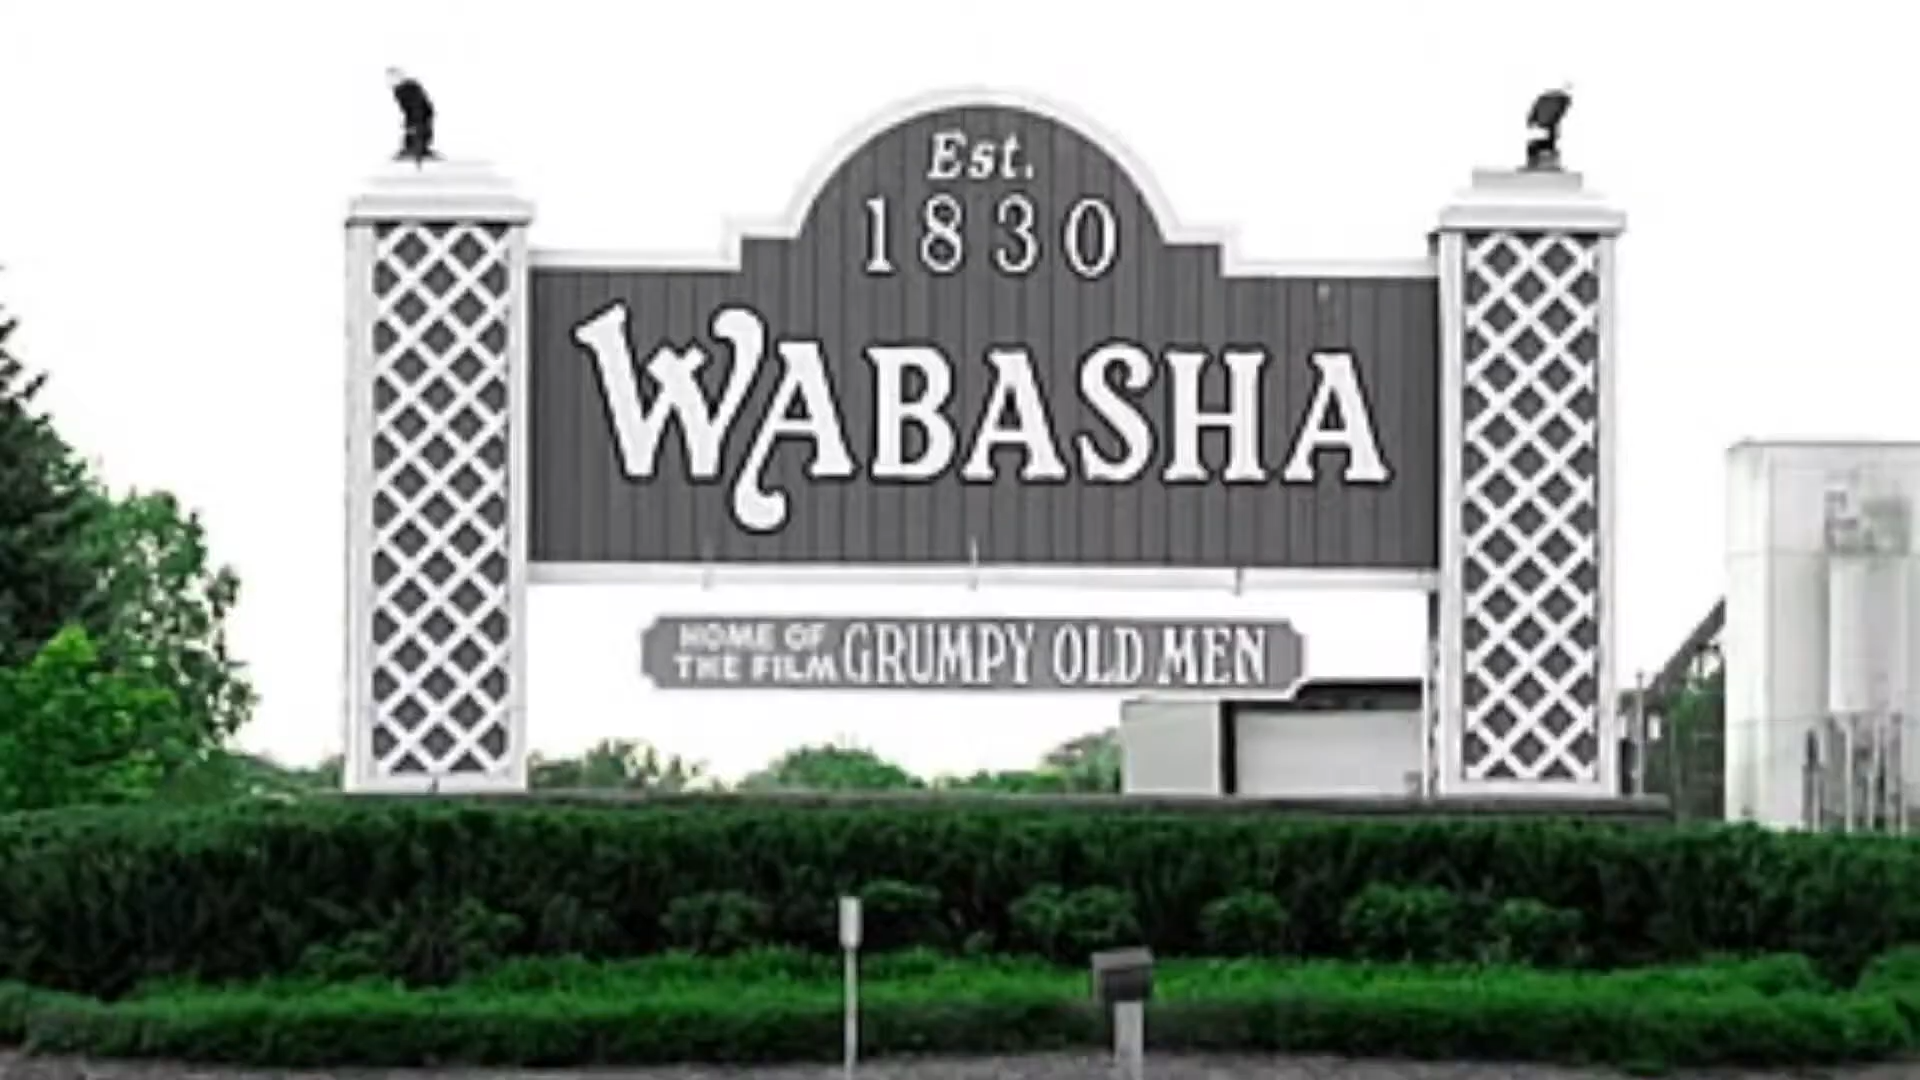 Est.
1830
WABASHA
HOME OF
THE FILM GRUMPY OLD MEN